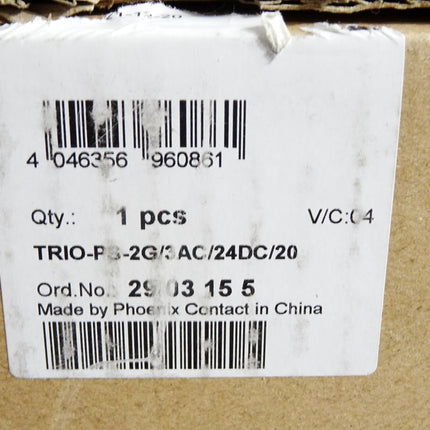 4 046356 960861
Qty.: 1 pcs V/C:04
TRIO-PS-2G/3AC/24DC/20
Ord.No.: 29 03 15 5
Made by Phoenix Contact in China